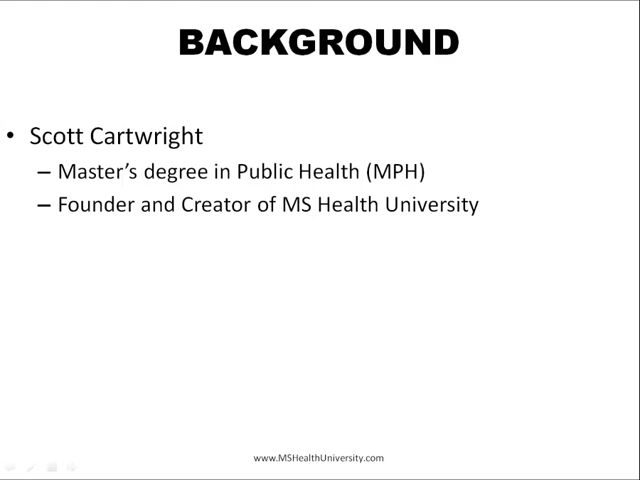 BACKGROUND
• Scott Cartwright
– Master’s degree in Public Health (MPH)
– Founder and Creator of MS Health University
www.MSHealthUniversity.com